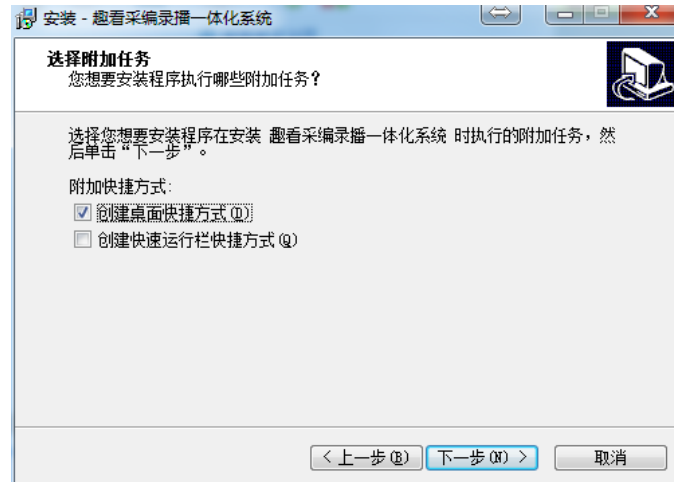 安装 - 趣看采编录播一体化系统
选择附加任务
您想要安装程序执行哪些附加任务?
选择您想要安装程序在安装 趣看采编录播一体化系统 时执行的附加任务，然
后单击“下一步”。
附加快捷方式:
创建桌面快捷方式(D)
创建快速运行栏快捷方式(Q)
< 上一步(B)
下一步(N) >
取消